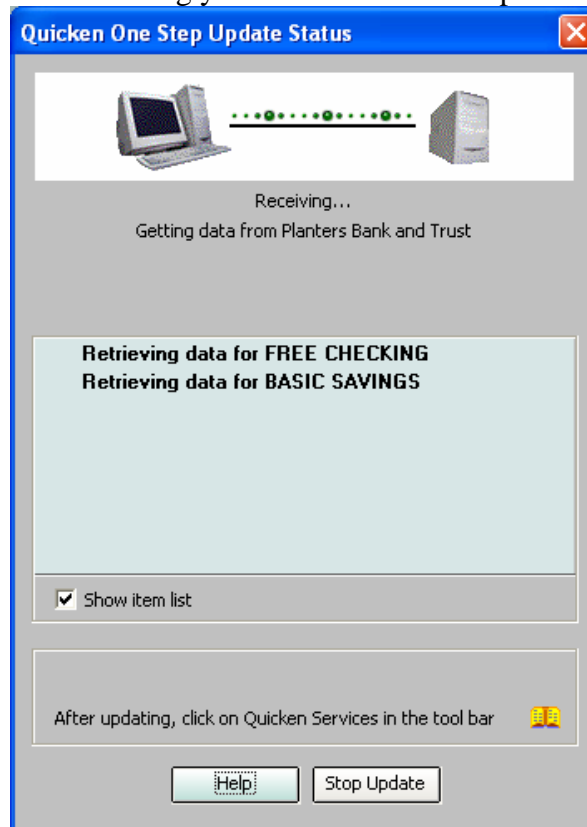 Quicken One Step Update Status
Receiving...
Getting data from Planters Bank and Trust
Retrieving data for FREE CHECKING
Retrieving data for BASIC SAVINGS
Show item list
After updating, click on Quicken Services in the tool bar
Help
Stop Update